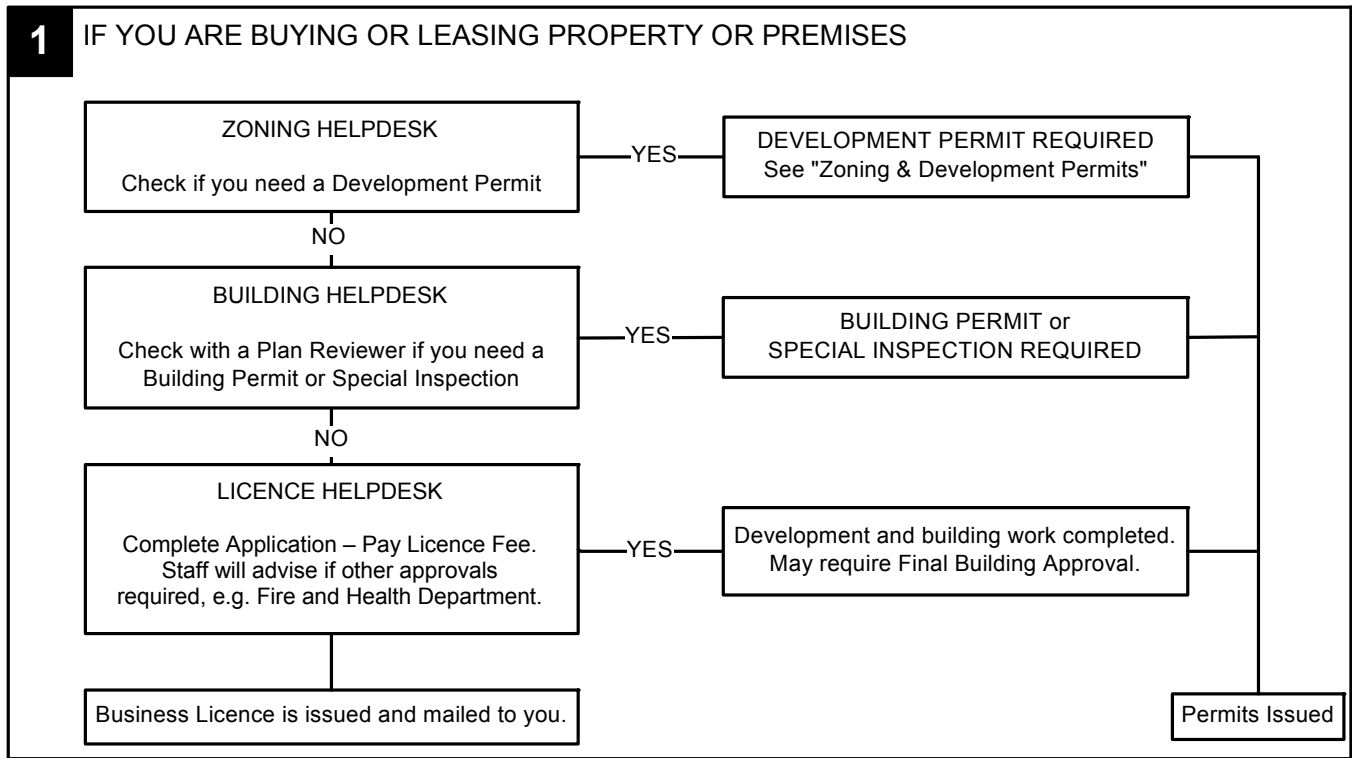 1
IF YOU ARE BUYING OR LEASING PROPERTY OR PREMISES
ZONING HELPDESK
Check if you need a Development Permit
YES
DEVELOPMENT PERMIT REQUIRED
See "Zoning & Development Permits"
NO
BUILDING HELPDESK
Check with a Plan Reviewer if you need a
Building Permit or Special Inspection
YES
BUILDING PERMIT or
SPECIAL INSPECTION REQUIRED
NO
LICENCE HELPDESK
Complete Application – Pay Licence Fee.
Staff will advise if other approvals
required, e.g. Fire and Health Department.
YES
Development and building work completed.
May require Final Building Approval.
Business Licence is issued and mailed to you.
Permits Issued